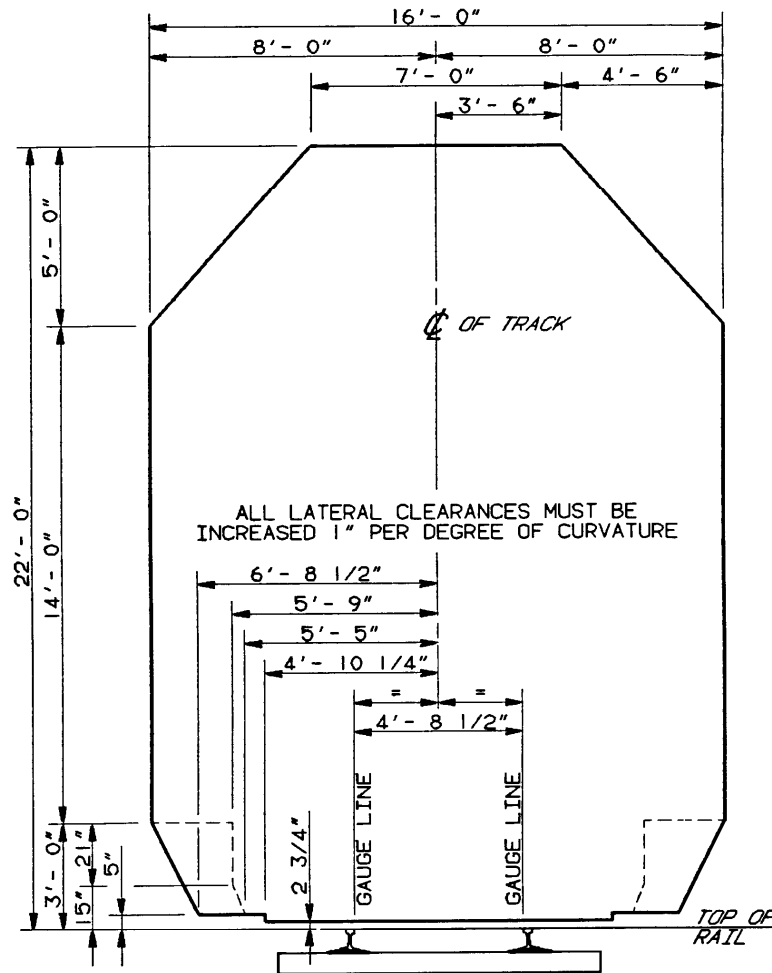 16'- 0"
8'- 0"
8'- 0"
7'- 0"
4'- 6"
3'- 6"
5'- 0"
℄ OF TRACK
22'- 0"
14'- 0"
ALL LATERAL CLEARANCES MUST BE
INCREASED 1" PER DEGREE OF CURVATURE
6'- 8 1/2"
5'- 9"
5'- 5"
4'- 10 1/4"
= =
4'- 8 1/2"
GAUGE LINE
GAUGE LINE
3'- 0"
21"
15"
5"
2 3/4"
TOP OF
RAIL